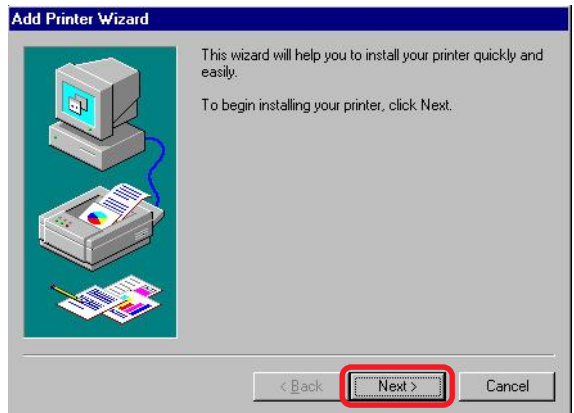 Add Printer Wizard
This wizard will help you to install your printer quickly and
easily.
To begin installing your printer, click Next.
< Back
Next >
Cancel